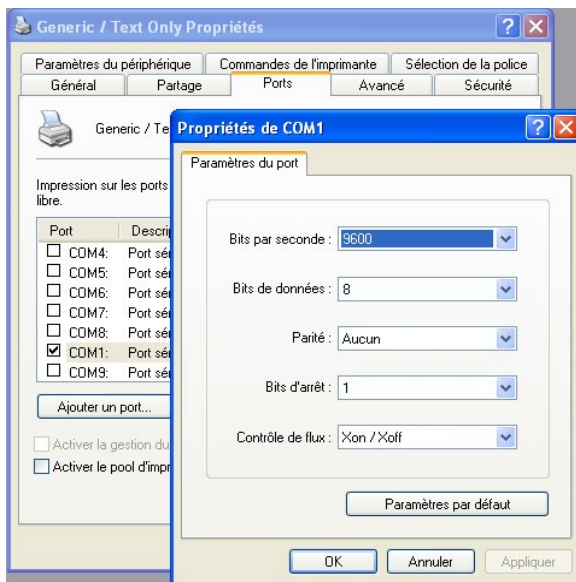 Generic / Text Only Propriétés
Paramètres du périphérique Commandes de l'imprimante Sélection de la police
Général Partage Ports Avancé Sécurité
Generic / Te
Impression sur les ports
libre.
Port Descri
COM4: Port sé
COM5: Port sé
COM6: Port sé
COM7: Port sé
COM8: Port sé
COM1: Port sé
COM9: Port sé
Ajouter un port...
Activer la gestion du
Activer le pool d'impr
Propriétés de COM1
Paramètres du port
Bits par seconde : 9600
Bits de données : 8
Parité : Aucun
Bits d'arrêt : 1
Contrôle de flux : Xon / Xoff
Paramètres par défaut
OK Annuler Appliquer